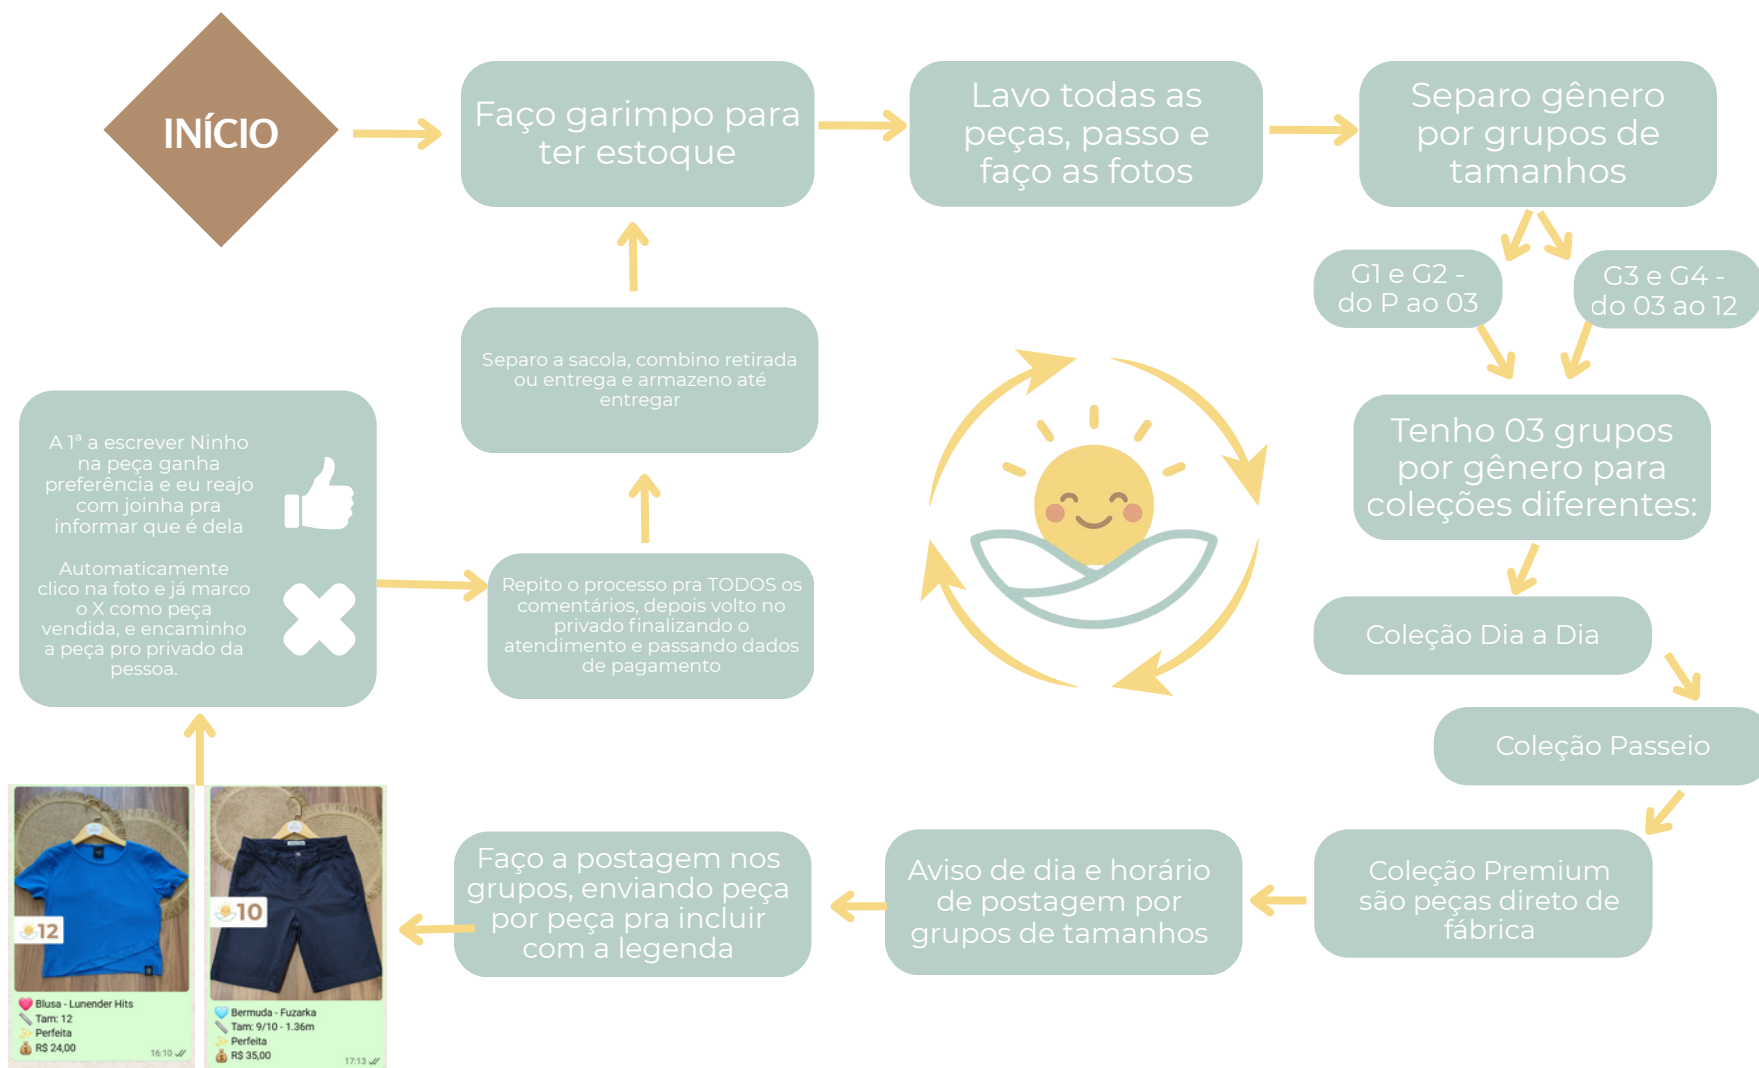 INÍCIO
Faço garimpo para
ter estoque
Lavo todas as
peças, passo e
faço as fotos
Separo gênero
por grupos de
tamanhos
G1 e G2 -
do P ao 03
G3 e G4 -
do 03 ao 12
Tenho 03 grupos
por gênero para
coleções diferentes:
Coleção Dia a Dia
Coleção Passeio
Coleção Premium
são peças direto de
fábrica
Aviso de dia e horário
de postagem por
grupos de tamanhos
Faço a postagem nos
grupos, enviando peça
por peça pra incluir
com a legenda
12
Blusa - Lunender Hits
Tam: 12
Perfeita
R$ 24,00
16:10
10
Bermuda - Fuzarka
Tam: 9/10 - 1.36m
Perfeita
R$ 35,00
17:13
A 1ª a escrever Ninho
na peça ganha
preferência e eu reajo
com joinha pra
informar que é dela
Automaticamente
clico na foto e já marco
o X como peça
vendida, e encaminho
a peça pro privado da
pessoa.
Repito o processo pra TODOS os
comentários, depois volto no
privado finalizando o
atendimento e passando dados
de pagamento
Separo a sacola, combino retirada
ou entrega e armazeno até
entregar